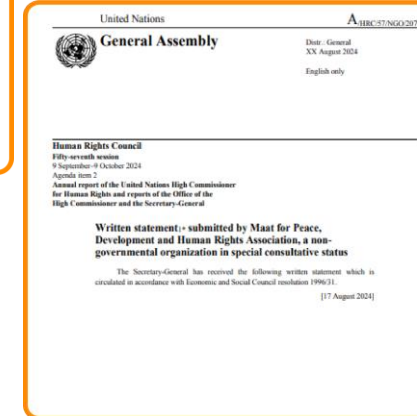 United Nations
A/HRC/57/NGO/207
General Assembly
Distr.: General
XX August 2024
English only
Human Rights Council
Fifty-seventh session
9 September–9 October 2024
Agenda item 2
Annual report of the United Nations High Commissioner
for Human Rights and reports of the Office of the
High Commissioner and the Secretary-General
Written statement* submitted by Maat for Peace,
Development and Human Rights Association, a non-
governmental organization in special consultative status
The Secretary-General has received the following written statement which is
circulated in accordance with Economic and Social Council resolution 1996/31.
[17 August 2024]